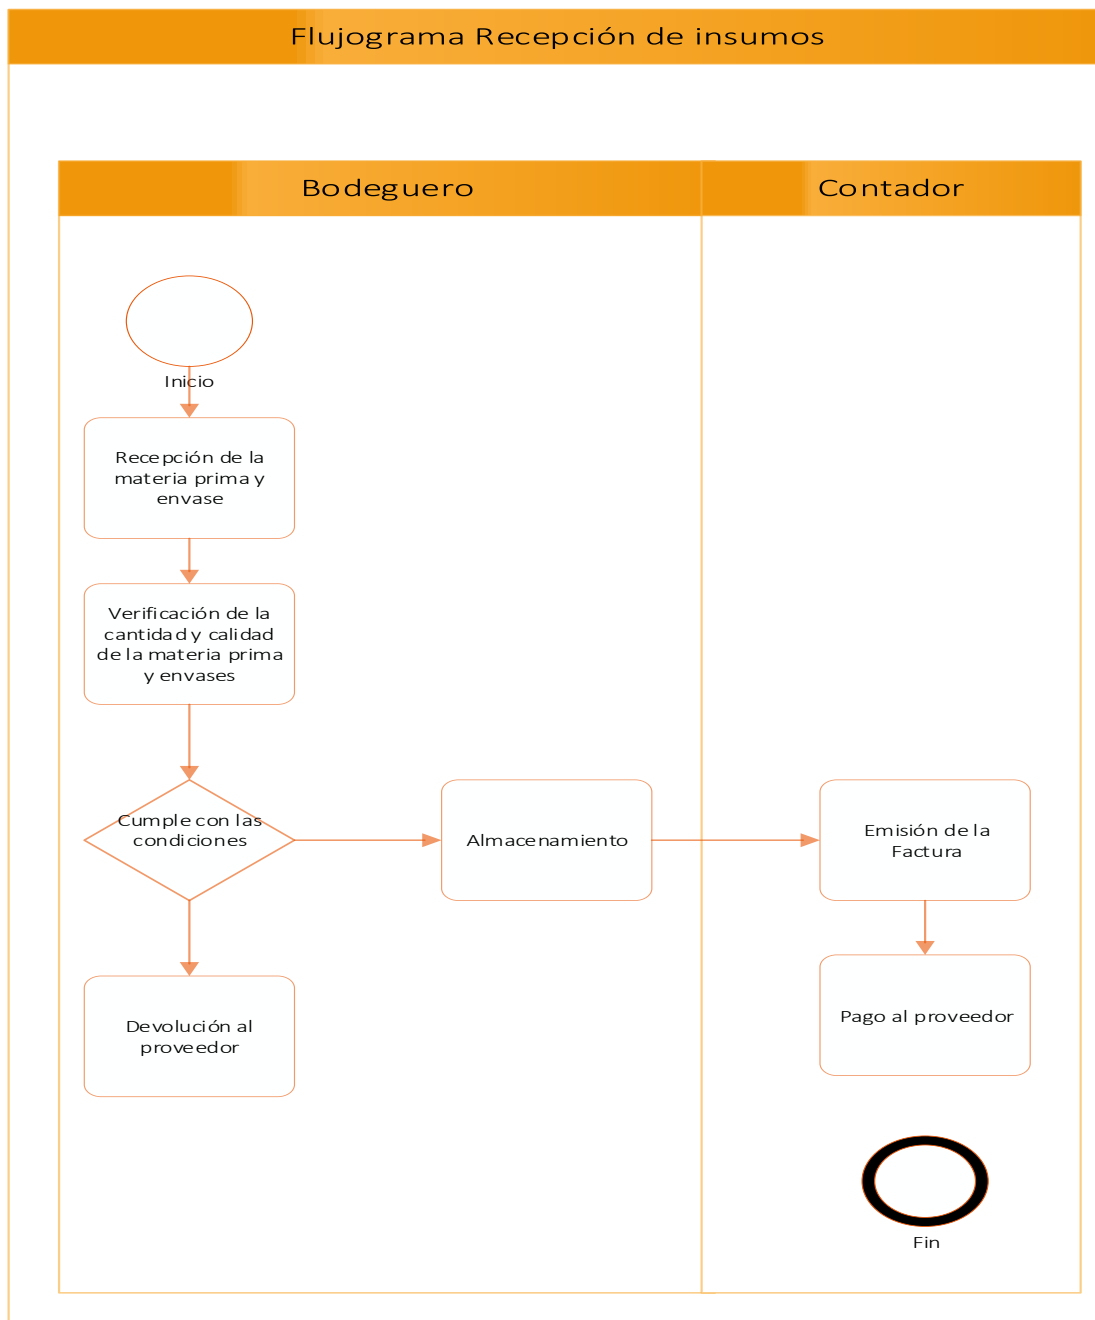 Flujograma Recepción de insumos
Bodeguero
Contador
Inicio
Recepción de la
materia prima y
envase
Verificación de la
cantidad y calidad
de la materia prima
y envases
Cumple con las
condiciones
Almacenamiento
Emisión de la
Factura
Devolución al
proveedor
Pago al proveedor
Fin